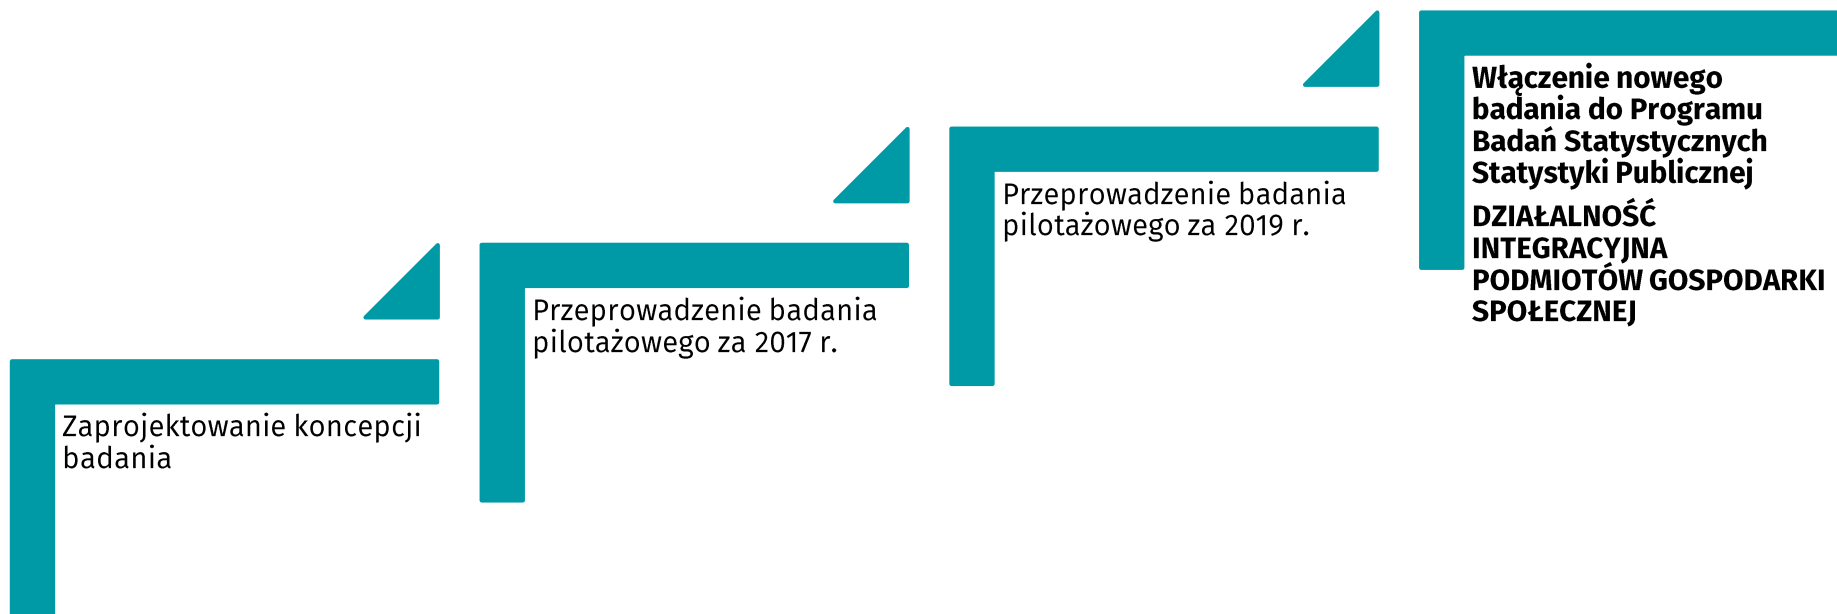 Zaprojektowanie koncepcji
badania
Przeprowadzenie badania
pilotażowego za 2017 r.
Przeprowadzenie badania
pilotażowego za 2019 r.
Włączenie nowego
badania do Programu
Badań Statystycznych
Statystyki Publicznej
DZIAŁALNOŚĆ
INTEGRACYJNA
PODMIOTÓW GOSPODARKI
SPOŁECZNEJ